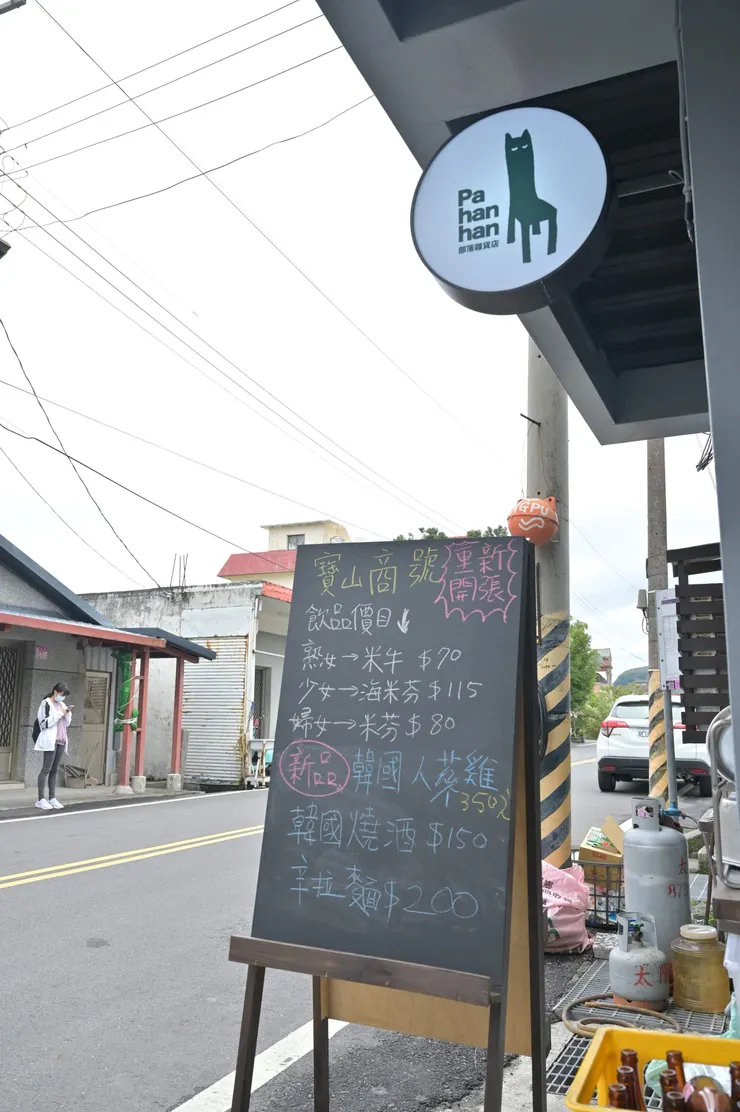 Pa
han
han
部落雜貨店
GPU
寶山商號
重新
開張
飲品價目↓
熟女→米牛 $70
少女→海米芬 $115
婦女→米芬 $80
新品 韓國人蔘雞
350元
韓國燒酒 $150
辛拉麵 $200
太